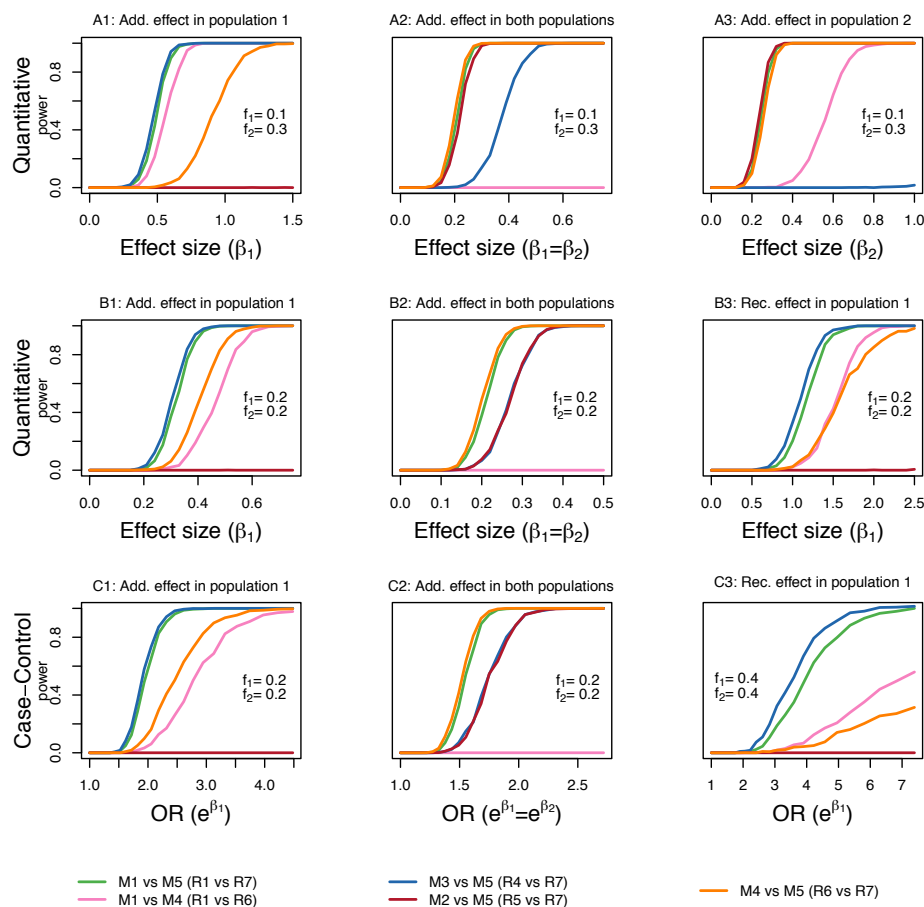 A1: Add. effect in population 1
A2: Add. effect in both populations
A3: Add. effect in population 2
Quantitative
power
0.0 0.4 0.8
f1= 0.1
f2= 0.3
f1= 0.1
f2= 0.3
f1= 0.1
f2= 0.3
0.0 0.5 1.0 1.5
0.0 0.2 0.4 0.6
0.0 0.2 0.4 0.6 0.8 1.0
Effect size (β1)
Effect size (β1=β2)
Effect size (β2)
B1: Add. effect in population 1
B2: Add. effect in both populations
B3: Rec. effect in population 1
Quantitative
power
0.0 0.4 0.8
f1= 0.2
f2= 0.2
f1= 0.2
f2= 0.2
f1= 0.2
f2= 0.2
0.0 0.2 0.4 0.6
0.0 0.1 0.2 0.3 0.4 0.5
0.0 0.5 1.0 1.5 2.0 2.5
Effect size (β1)
Effect size (β1=β2)
Effect size (β1)
C1: Add. effect in population 1
C2: Add. effect in both populations
C3: Rec. effect in population 1
Case−Control
power
0.0 0.4 0.8
f1= 0.2
f2= 0.2
f1= 0.2
f2= 0.2
f1= 0.4
f2= 0.4
1.0 2.0 3.0 4.0
1.0 1.5 2.0 2.5
1 2 3 4 5 6 7
OR (e^β1)
OR (e^β1=e^β2)
OR (e^β1)
M1 vs M5 (R1 vs R7)
M1 vs M4 (R1 vs R6)
M3 vs M5 (R4 vs R7)
M2 vs M5 (R5 vs R7)
M4 vs M5 (R6 vs R7)